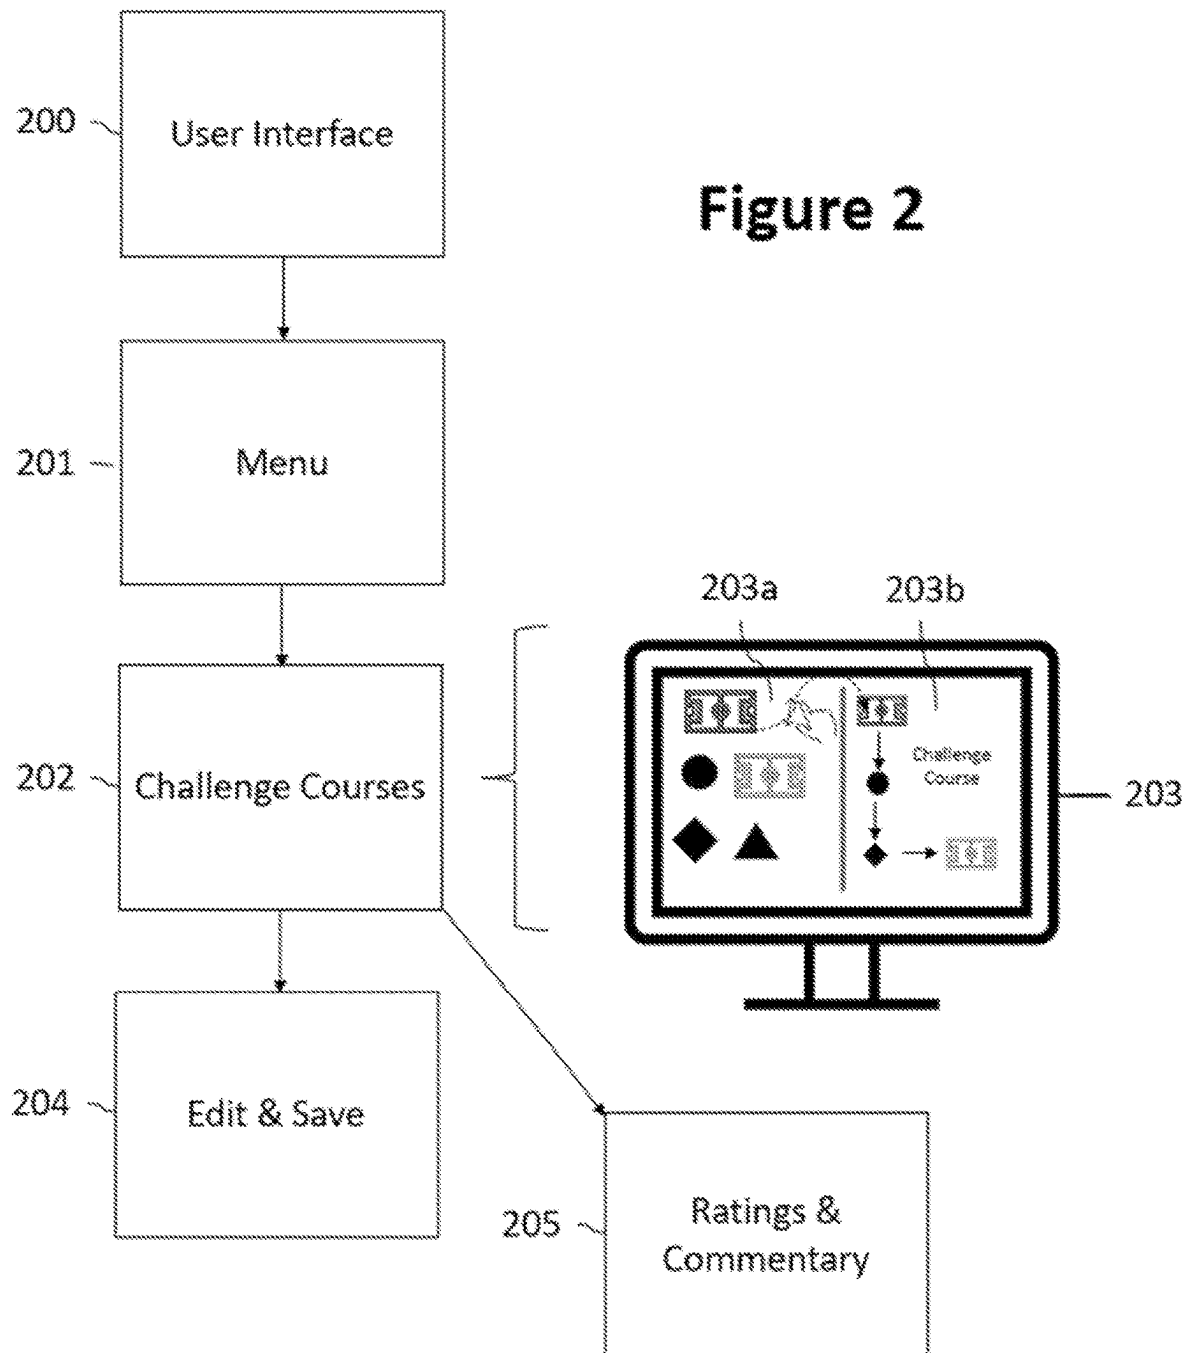 200
User Interface
Figure 2
201
Menu
203a
203b
202
Challenge Courses
Challenge
Course
203
204
Edit & Save
205
Ratings &
Commentary